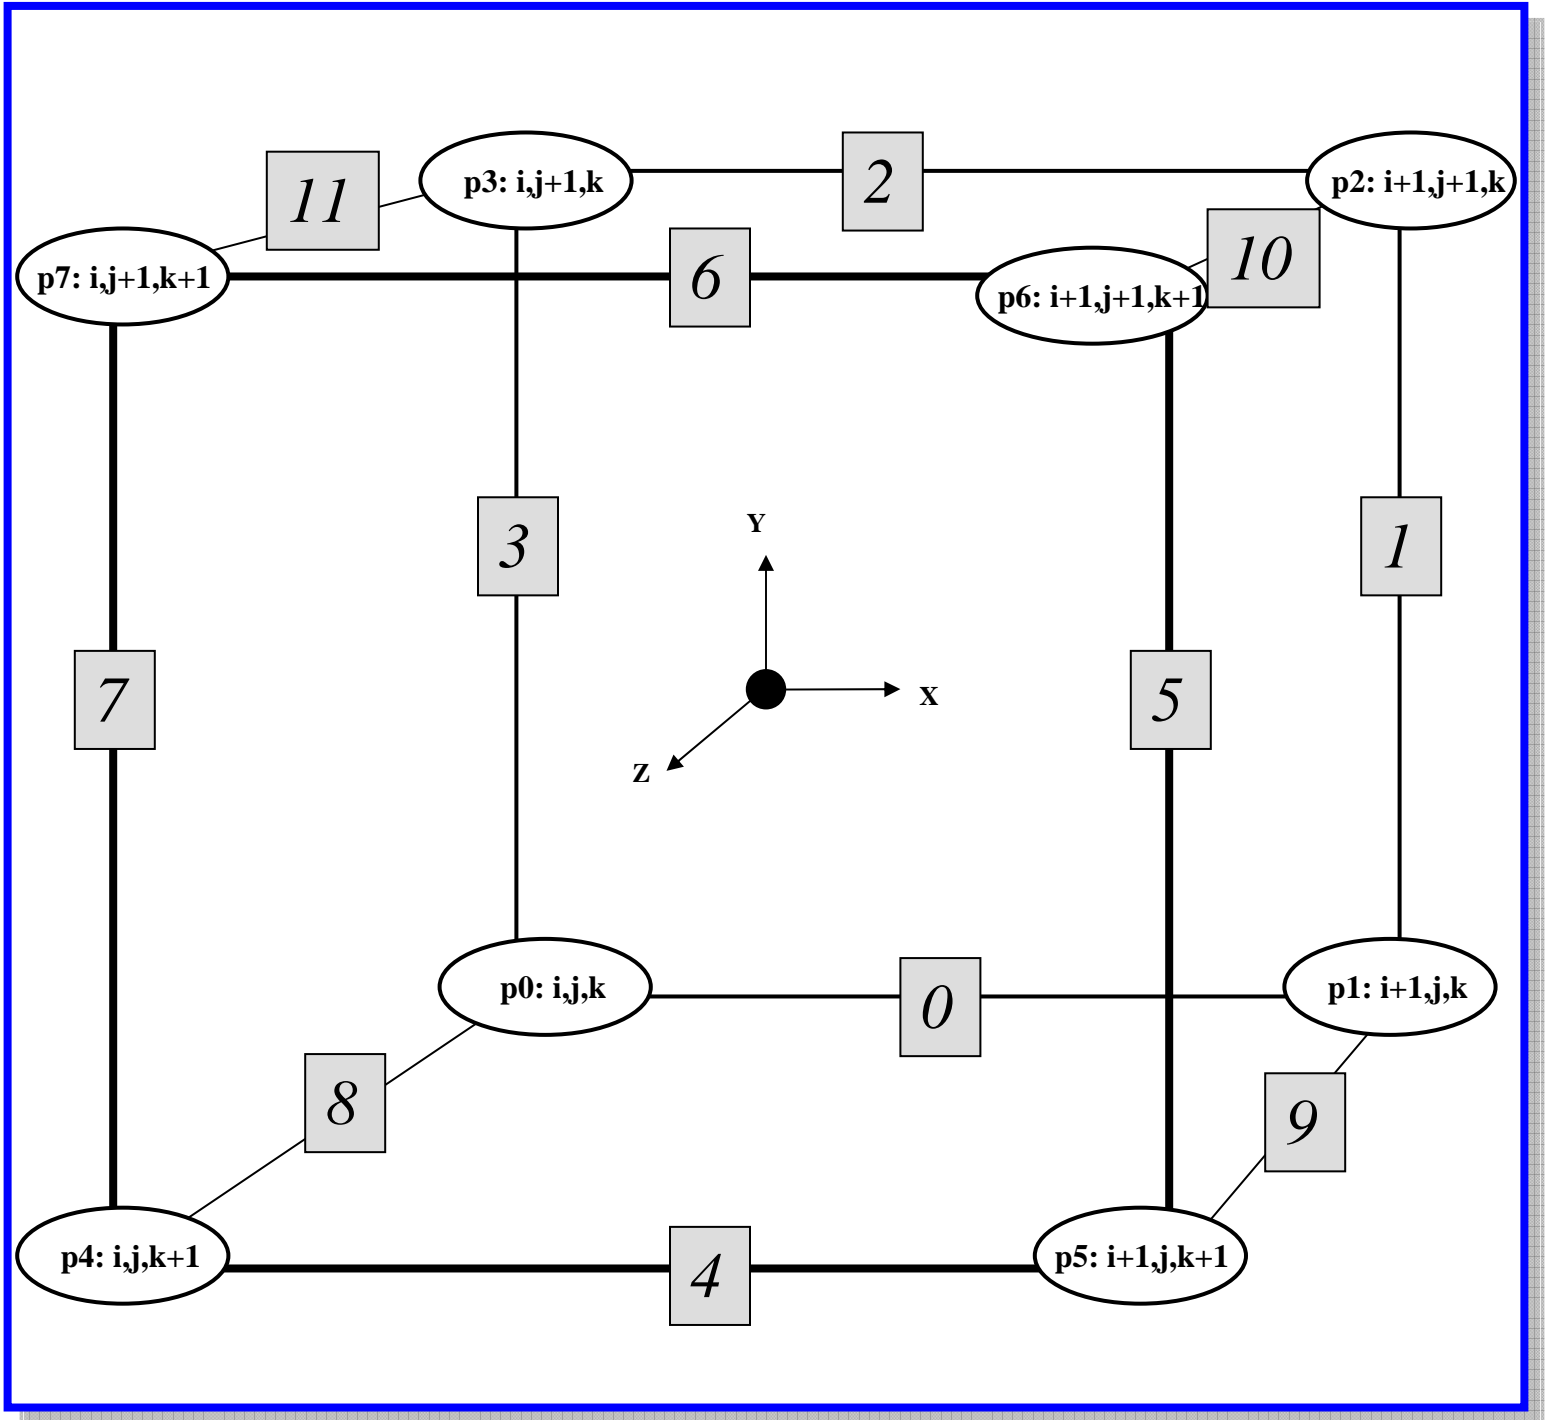 p3: i,j+1,k
2
p2: i+1,j+1,k
11
10
p7: i,j+1,k+1
6
p6: i+1,j+1,k+1
3
1
Y
7
5
X
Z
p0: i,j,k
0
p1: i+1,j,k
8
9
p4: i,j,k+1
4
p5: i+1,j,k+1